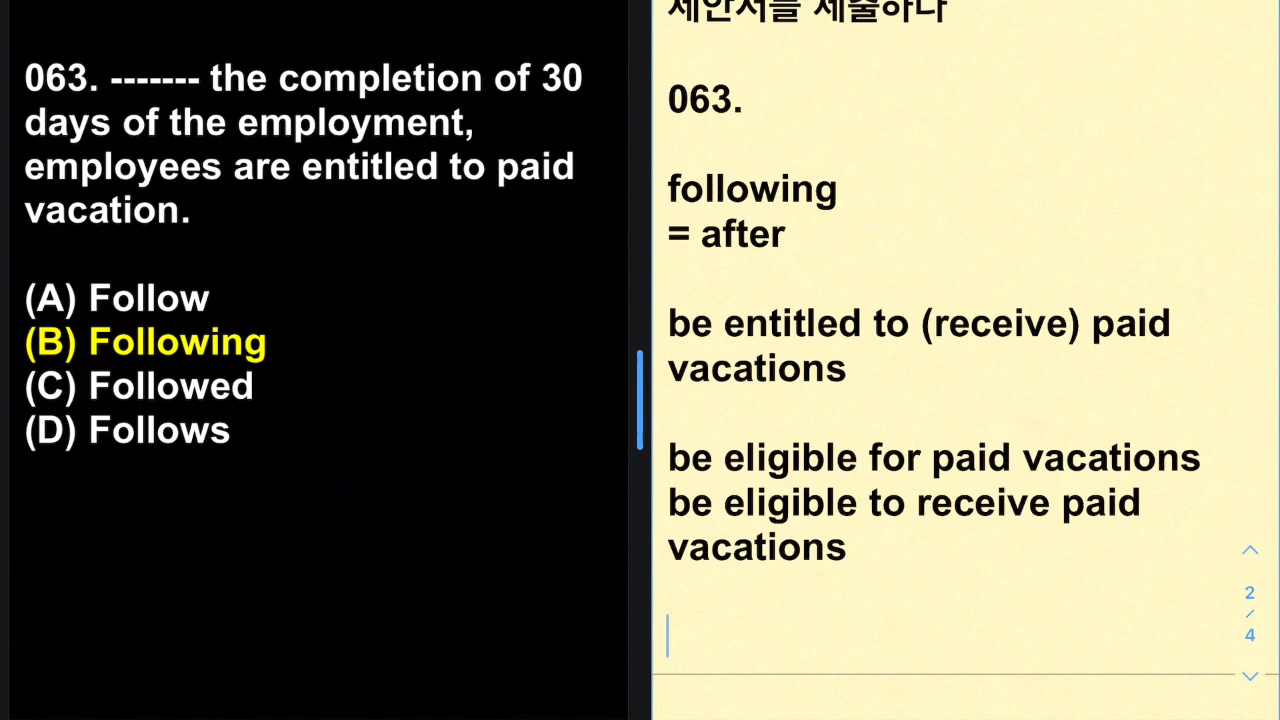 063. ------- the completion of 30
days of the employment,
employees are entitled to paid
vacation.
(A) Follow
(B) Following
(C) Followed
(D) Follows
제안서를 제출하다
063.
following
= after
be entitled to (receive) paid
vacations
be eligible for paid vacations
be eligible to receive paid
vacations
2
/
4